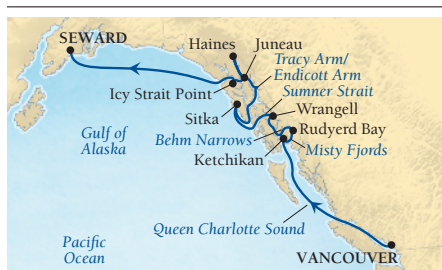 SEWARD
Haines
Juneau
Tracy Arm/
Endicott Arm
Sumner Strait
Icy Strait Point
Wrangell
Sitka
Rudyerd Bay
Gulf of
Alaska
Behm Narrows
Misty Fjords
Ketchikan
Queen Charlotte Sound
Pacific
Ocean
VANCOUVER